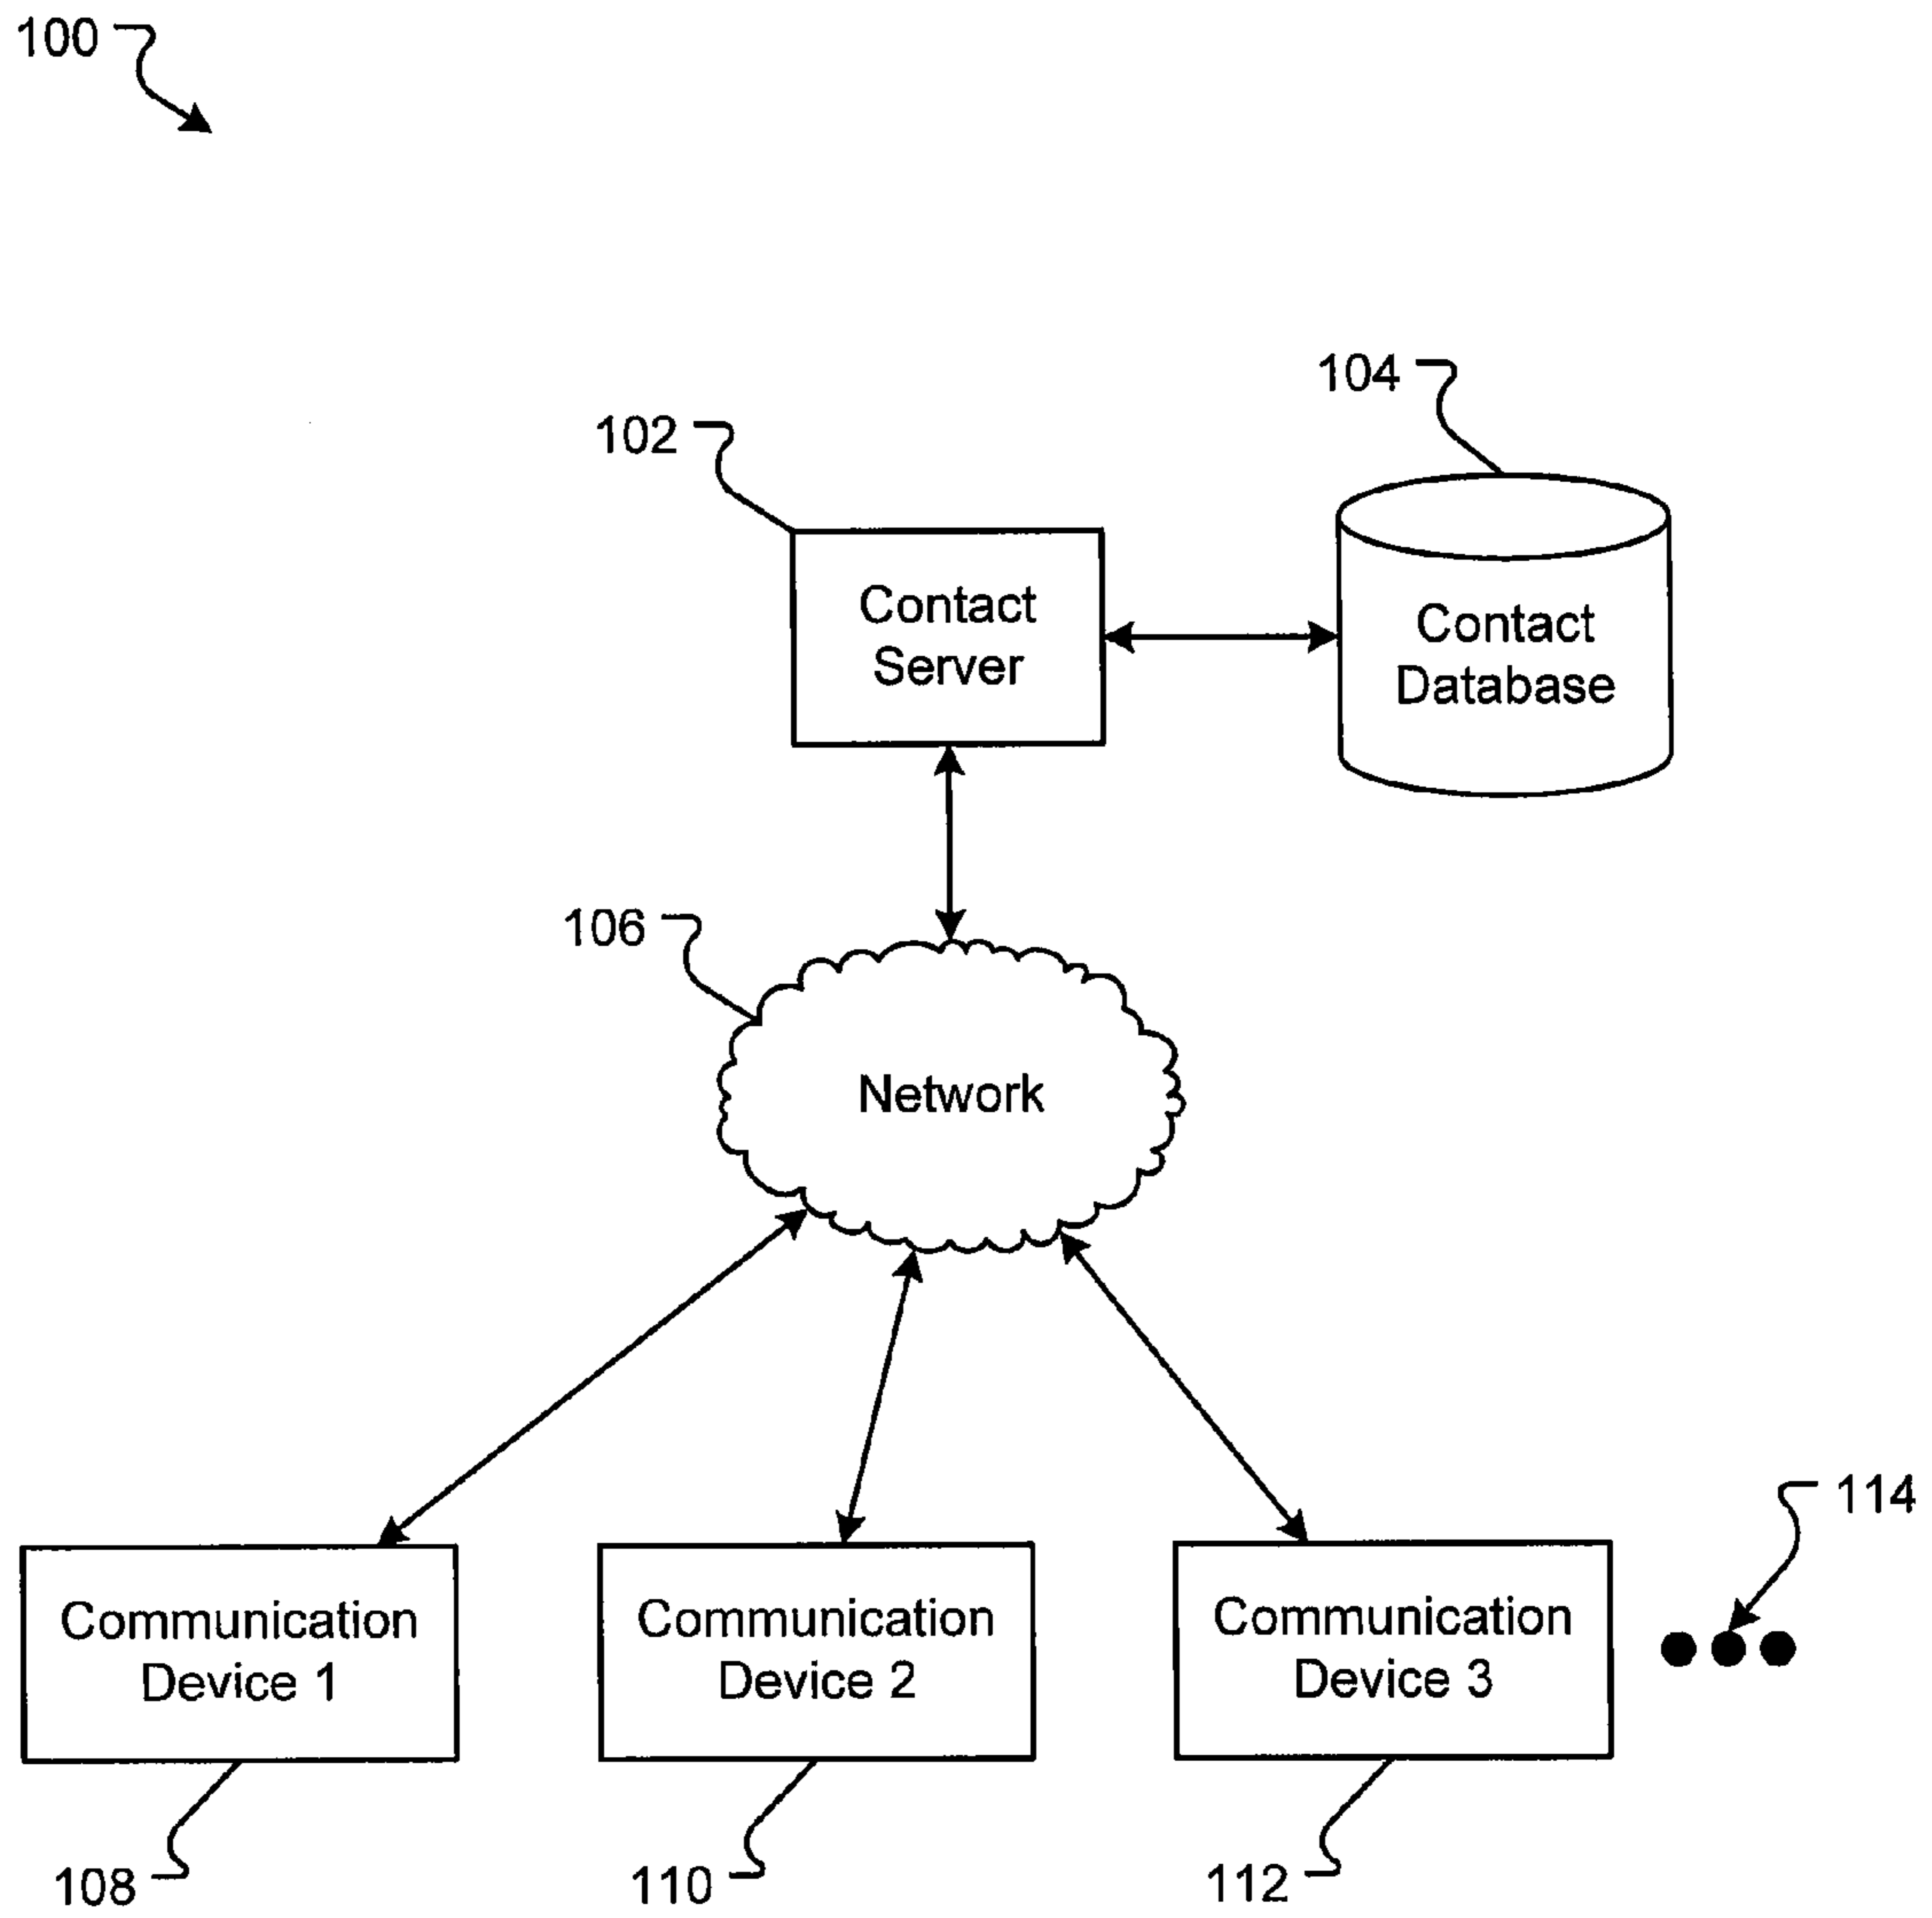 100
104
102
Contact
Server
Contact
Database
106
Network
114
Communication
Device 1
Communication
Device 2
Communication
Device 3
108
110
112